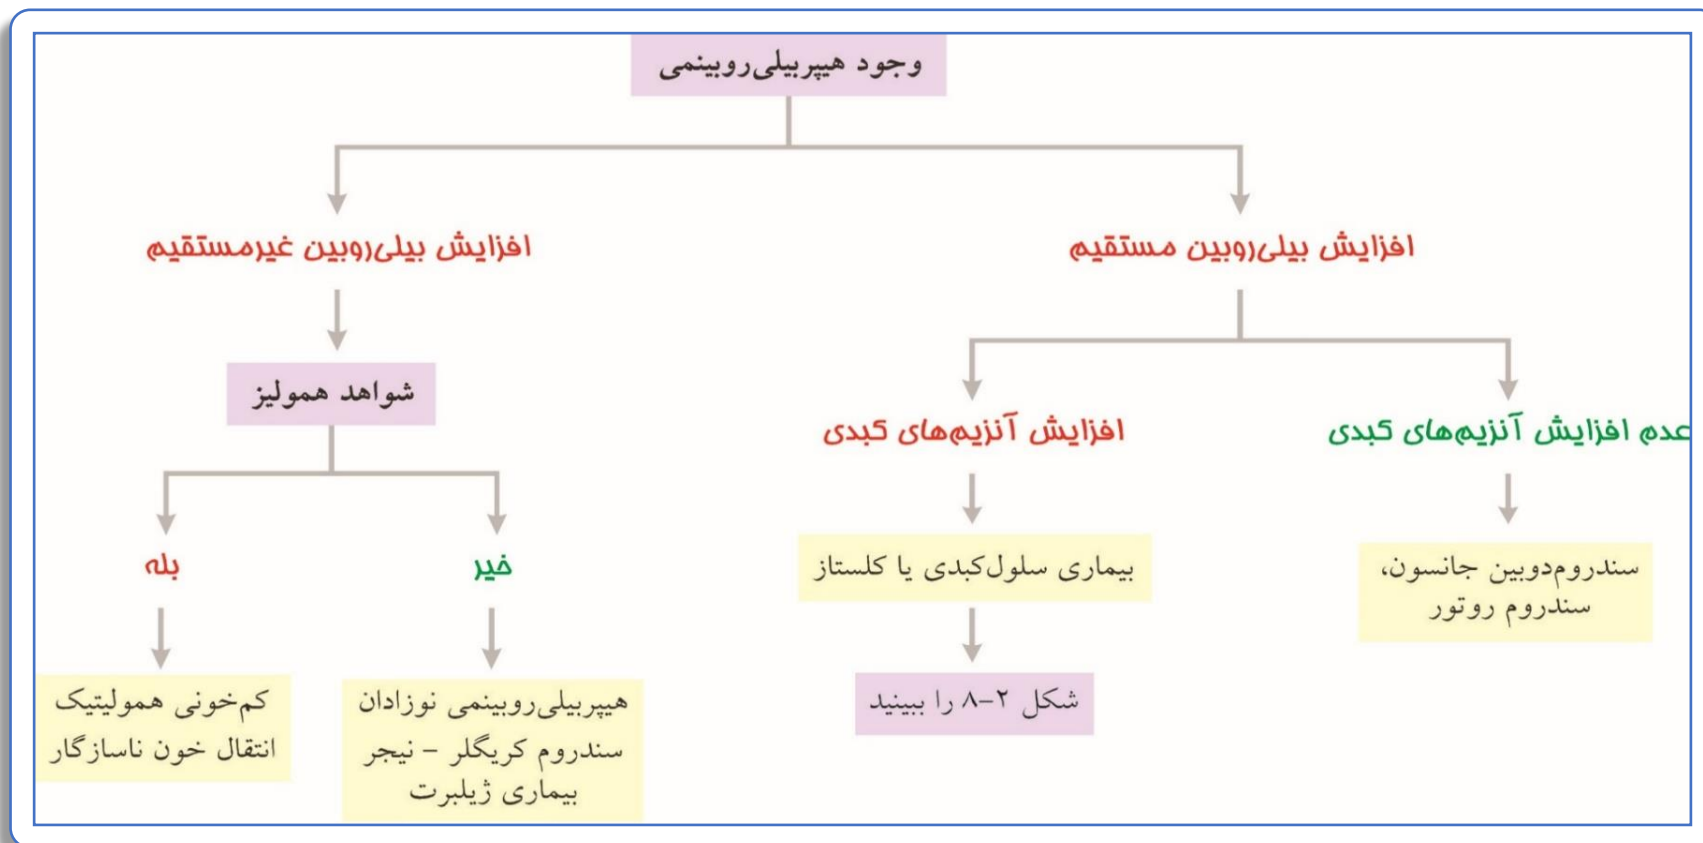 وجود هیپربیلی‌روبینمی
افزایش بیلی‌روبین مستقیم
افزایش بیلی‌روبین غیرمستقیم
شواهد همولیز
عدم افزایش آنزیم‌های کبدی
افزایش آنزیم‌های کبدی
سندروم‌دوبین جانسون،
سندروم روتور
بیماری سلول‌کبدی یا کلستاز
شکل ۲-۸ را ببینید
خیر
بله
هیپربیلی‌روبینمی نوزادان
سندروم کریگلر – نیجر
بیماری ژیلبرت
کم‌خونی همولیتیک
انتقال خون ناسازگار